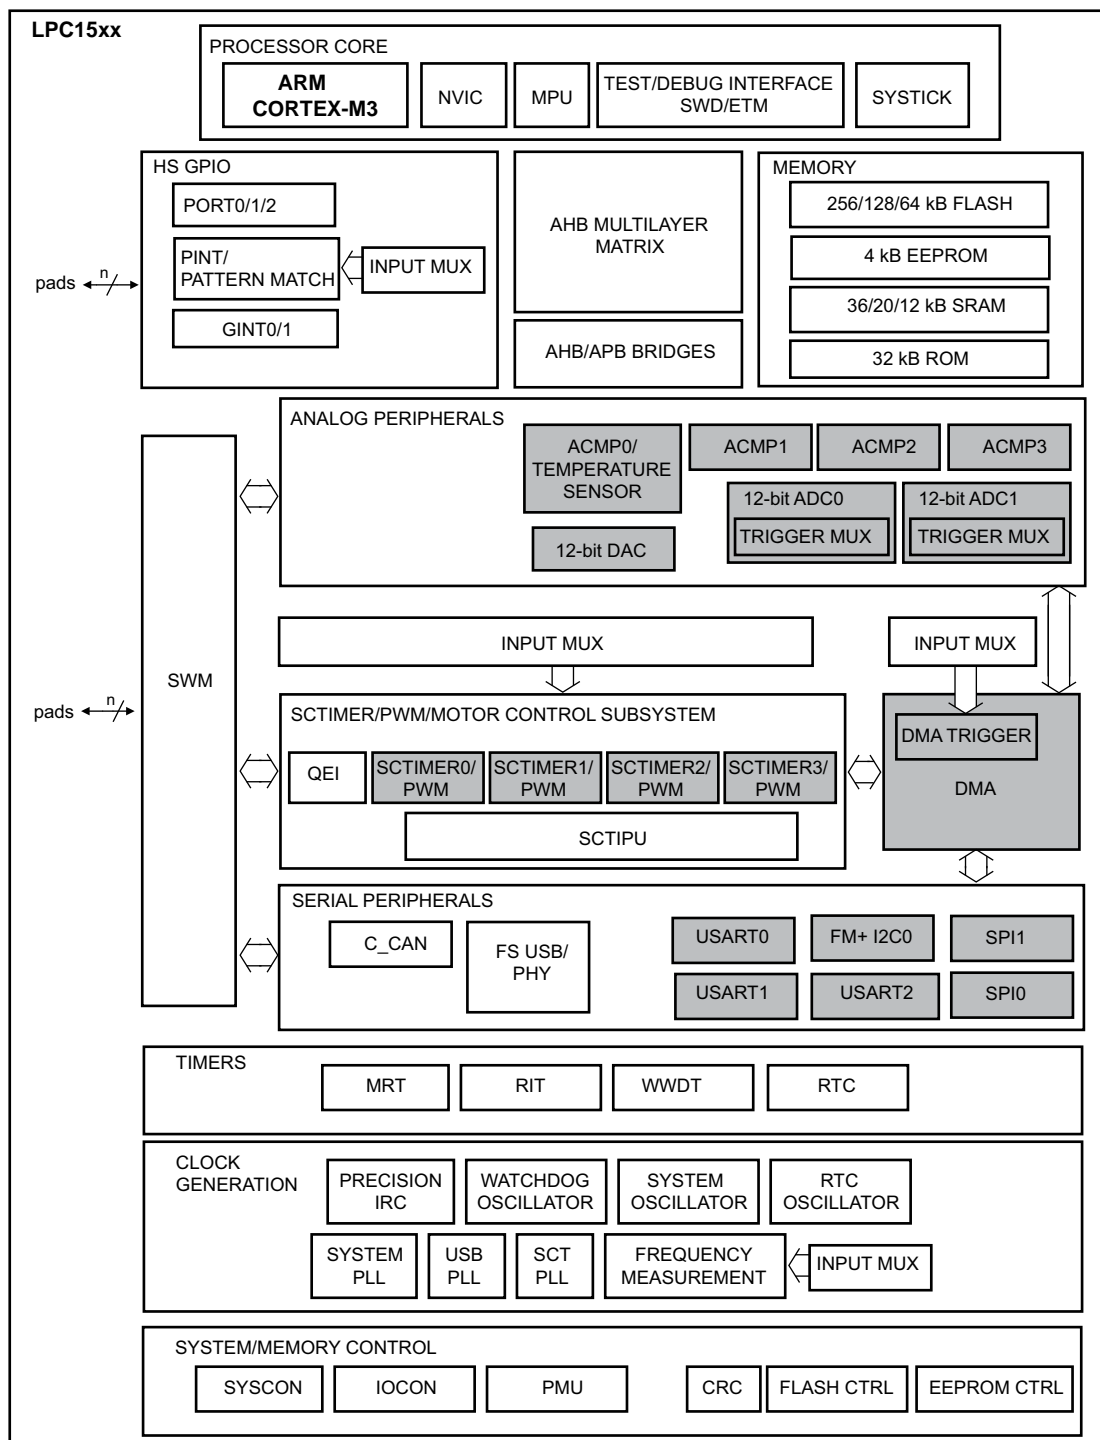 LPC15xx
PROCESSOR CORE
ARM
CORTEX-M3
NVIC
MPU
TEST/DEBUG INTERFACE
SWD/ETM
SYSTICK
HS GPIO
PORT0/1/2
PINT/
PATTERN MATCH
INPUT MUX
GINT0/1
pads
n
AHB MULTILAYER
MATRIX
AHB/APB BRIDGES
MEMORY
256/128/64 kB FLASH
4 kB EEPROM
36/20/12 kB SRAM
32 kB ROM
ANALOG PERIPHERALS
ACMP0/
TEMPERATURE
SENSOR
ACMP1
ACMP2
ACMP3
12-bit DAC
12-bit ADC0
TRIGGER MUX
12-bit ADC1
TRIGGER MUX
SWM
pads
n
INPUT MUX
INPUT MUX
SCTIMER/PWM/MOTOR CONTROL SUBSYSTEM
QEI
SCTIMER0/
PWM
SCTIMER1/
PWM
SCTIMER2/
PWM
SCTIMER3/
PWM
SCTIPU
DMA TRIGGER
DMA
SERIAL PERIPHERALS
C_CAN
FS USB/
PHY
USART0
FM+ I2C0
SPI1
USART1
USART2
SPI0
TIMERS
MRT
RIT
WWDT
RTC
CLOCK
GENERATION
PRECISION
IRC
WATCHDOG
OSCILLATOR
SYSTEM
OSCILLATOR
RTC
OSCILLATOR
SYSTEM
PLL
USB
PLL
SCT
PLL
FREQUENCY
MEASUREMENT
INPUT MUX
SYSTEM/MEMORY CONTROL
SYSCON
IOCON
PMU
CRC
FLASH CTRL
EEPROM CTRL